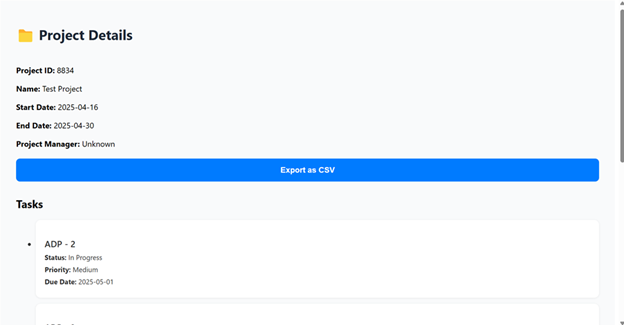 Project Details
Project ID: 8834
Name: Test Project
Start Date: 2025-04-16
End Date: 2025-04-30
Project Manager: Unknown
Export as CSV
Tasks
ADP - 2
Status: In Progress
Priority: Medium
Due Date: 2025-05-01